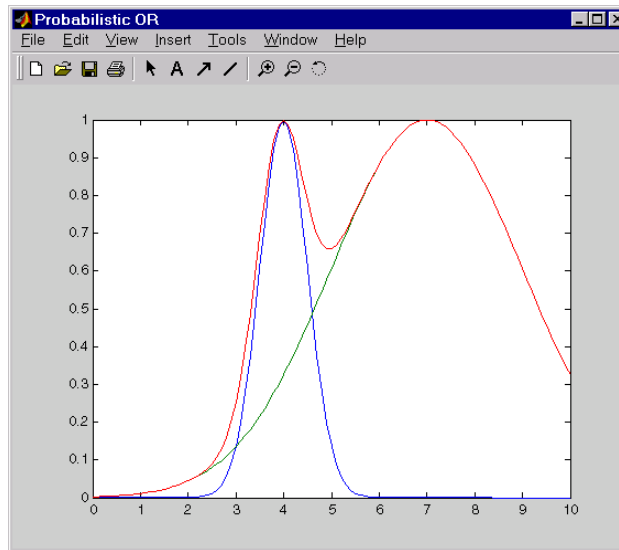 Probabilistic OR
File Edit View Insert Tools Window Help
A
1
0.9
0.8
0.7
0.6
0.5
0.4
0.3
0.2
0.1
0
0 1 2 3 4 5 6 7 8 9 10